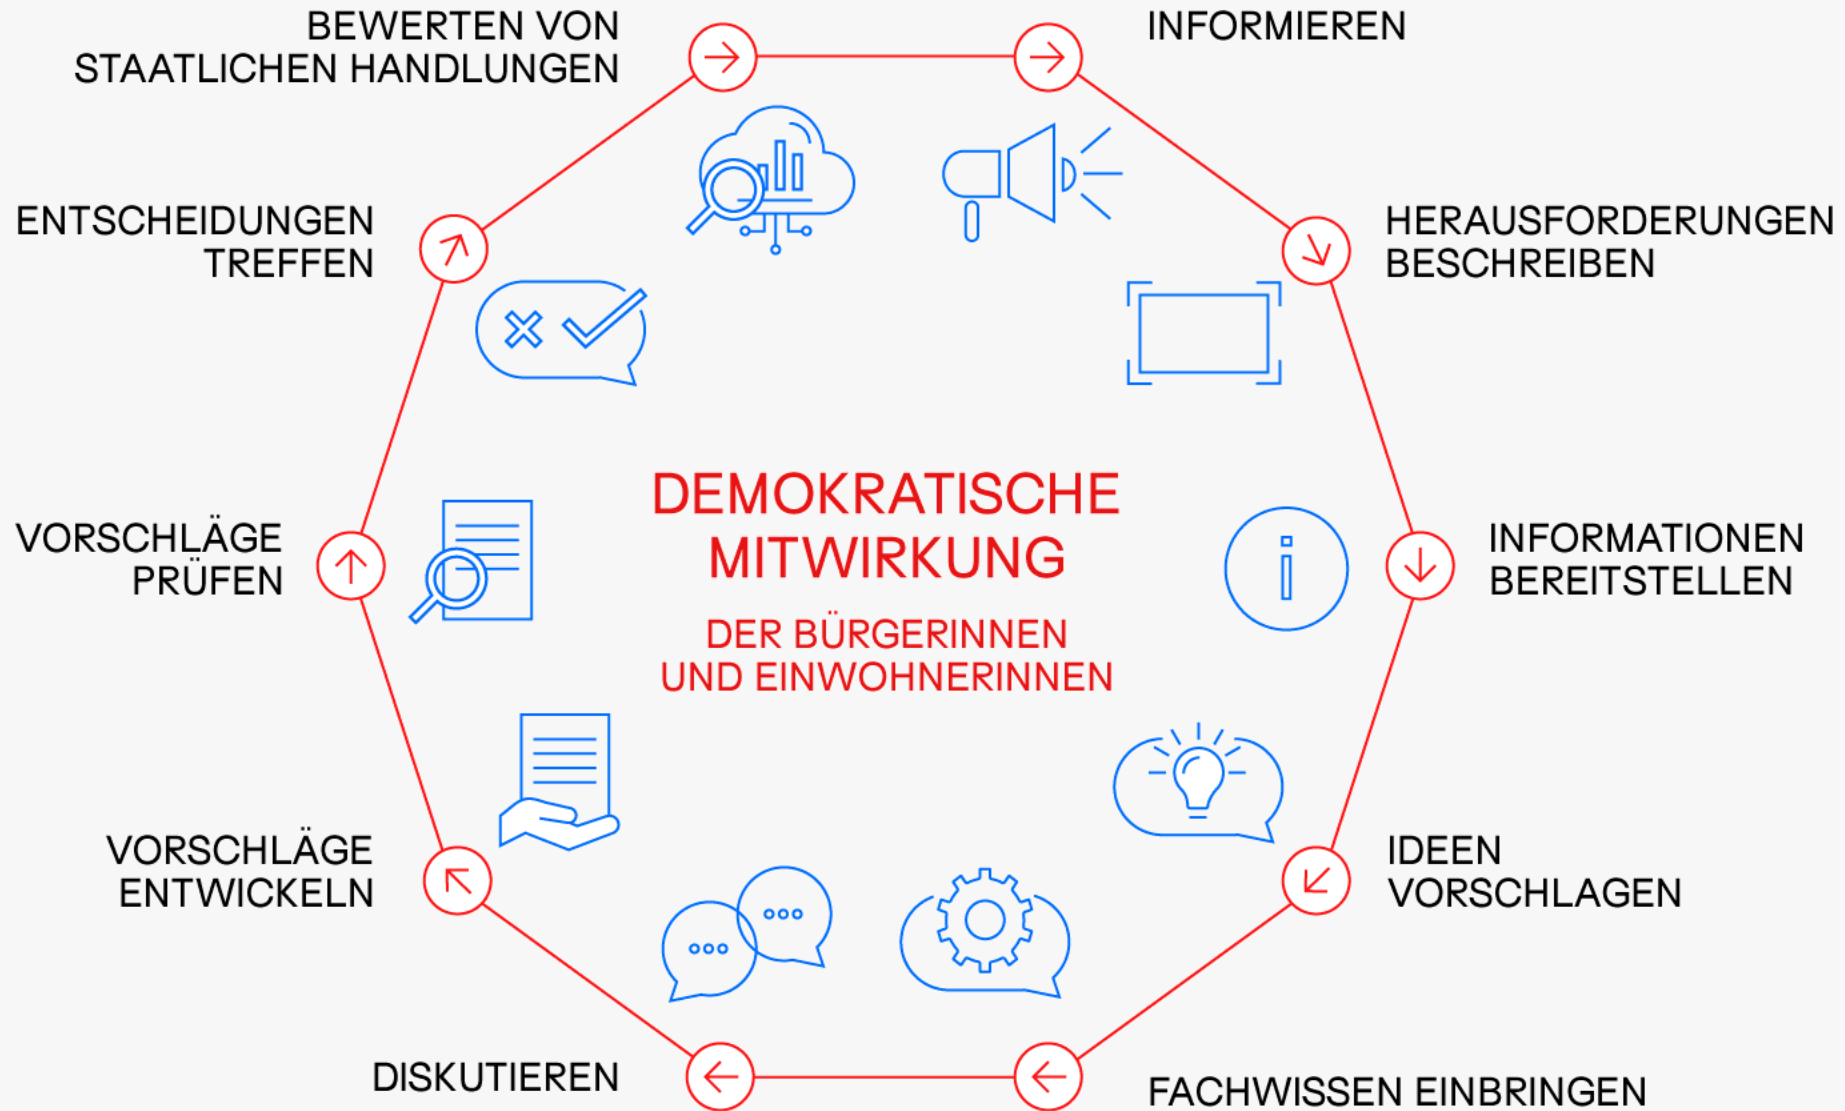 BEWERTEN VON
STAATLICHEN HANDLUNGEN
INFORMIEREN
HERAUSFORDERUNGEN
BESCHREIBEN
INFORMATIONEN
BEREITSTELLEN
IDEEN
VORSCHLAGEN
FACHWISSEN EINBRINGEN
DISKUTIEREN
VORSCHLÄGE
ENTWICKELN
VORSCHLÄGE
PRÜFEN
ENTSCHEIDUNGEN
TREFFEN
DEMOKRATISCHE
MITWIRKUNG
DER BÜRGERINNEN
UND EINWOHNERINNEN